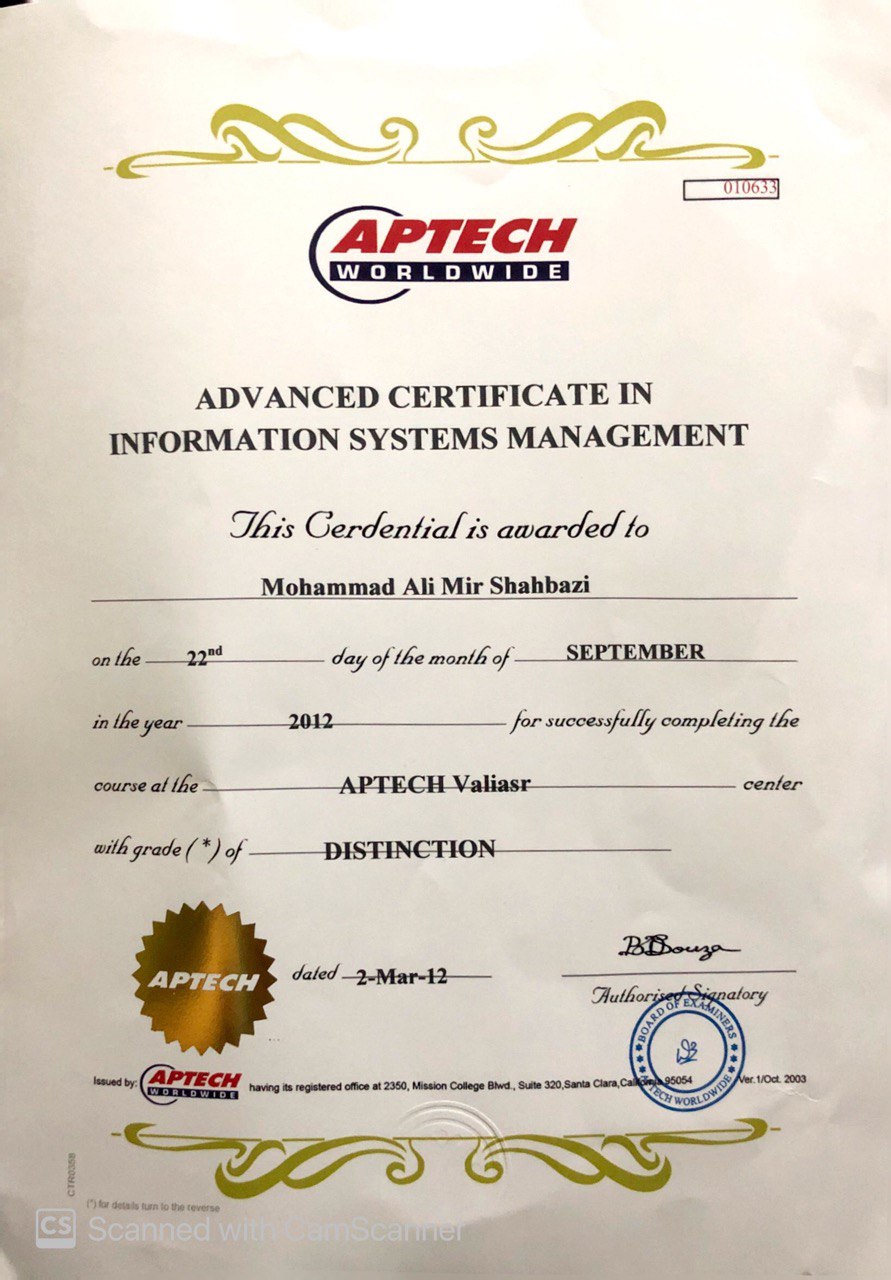 010633
APTECH
WORLDWIDE
ADVANCED CERTIFICATE IN
INFORMATION SYSTEMS MANAGEMENT
This Cerdential is awarded to
Mohammad Ali Mir Shahbazi
on the 22nd day of the month of SEPTEMBER
in the year 2012 for successfully completing the
course at the APTECH Valiasr center
with grade (*) of DISTINCTION
APTECH
dated 2-Mar-12
BDSouza
Authorised Signatory
BOARD OF EXAMINERS
APTECH WORLDWIDE
Issued by: APTECH WORLDWIDE having its registered office at 2350, Mission College Blwd., Suite 320,Santa Clara,California 95054 Ver.1/Oct. 2003
CTR0358
(*) for details turn to the reverse
CS Scanned with CamScanner